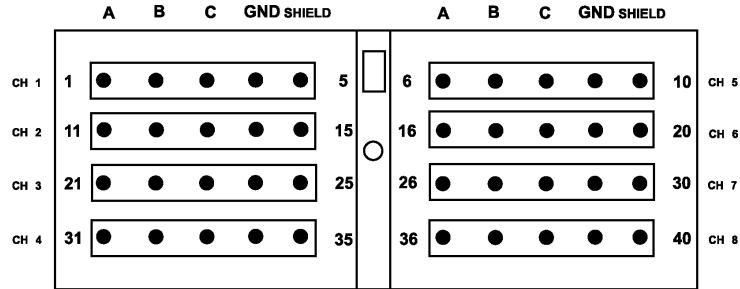 A B C GND SHIELD A B C GND SHIELD
CH 1 1 5 6 10 CH 5
CH 2 11 15 16 20 CH 6
CH 3 21 25 26 30 CH 7
CH 4 31 35 36 40 CH 8